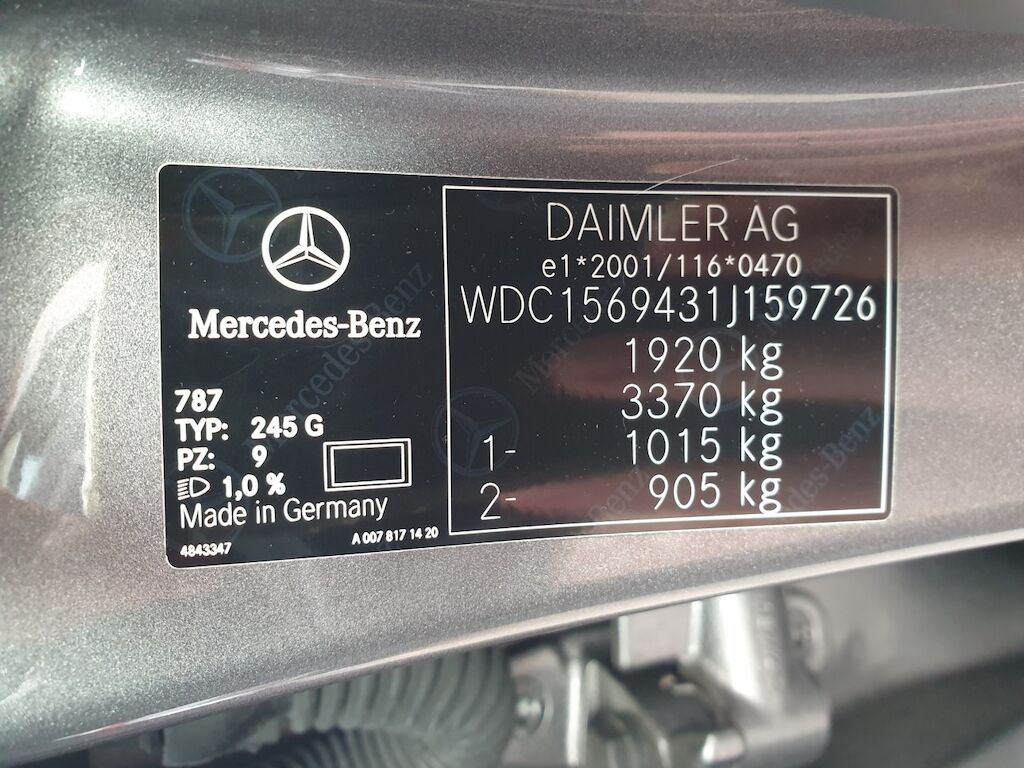 Mercedes-Benz
787
TYP: 245 G
PZ: 9
1,0 %
Made in Germany
4843347
A 007 817 14 20
DAIMLER AG
e1*2001/116*0470
WDC1569431J159726
1920 kg
3370 kg
1- 1015 kg
2- 905 kg